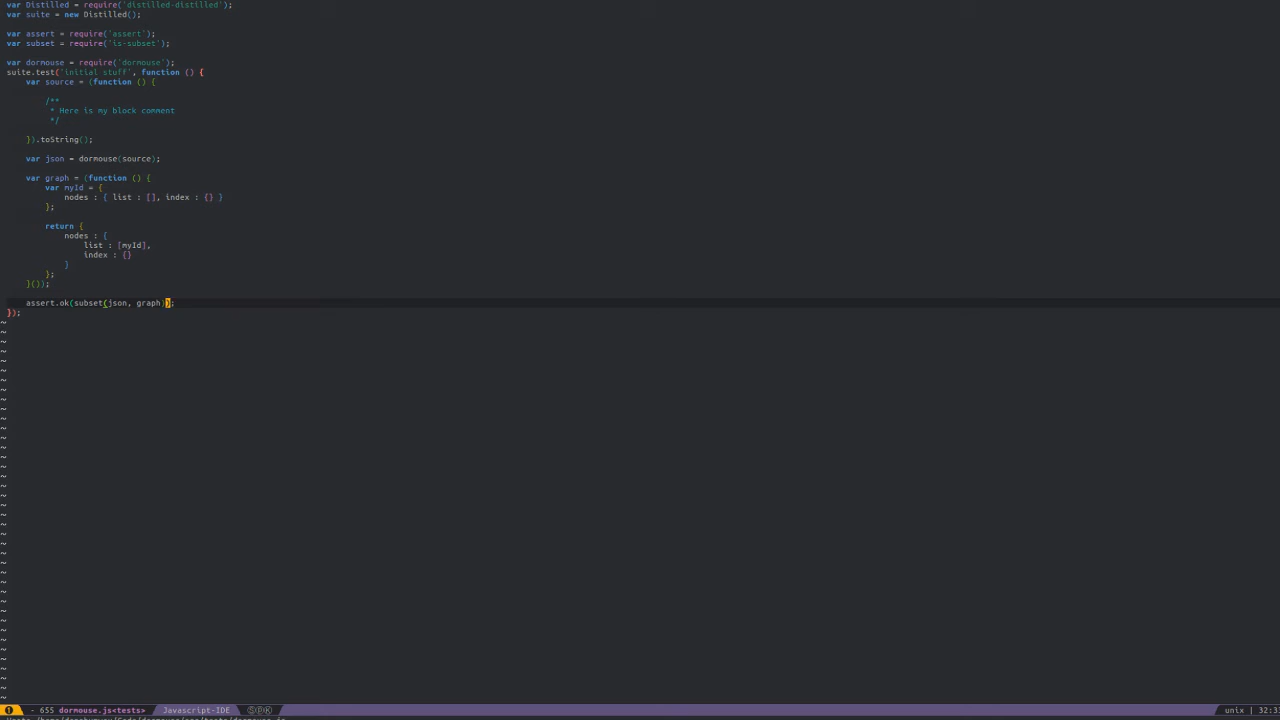 var Distilled = require('distilled-distilled');
var suite = new Distilled();
var assert = require('assert');
var subset = require('is-subset');
var dormouse = require('dormouse');
suite.test('initial stuff', function () {
var source = (function () {
/**
* Here is my block comment
*/
}).toString();
var json = dormouse(source);
var graph = (function () {
var myId = {
nodes : { list : [], index : {} }
};
return {
nodes : {
list : [myId],
index : {}
}
};
}());
assert.ok(subset(json, graph));
});
- 655 dormouse.js<tests> Javascript-IDE unix | 32:3